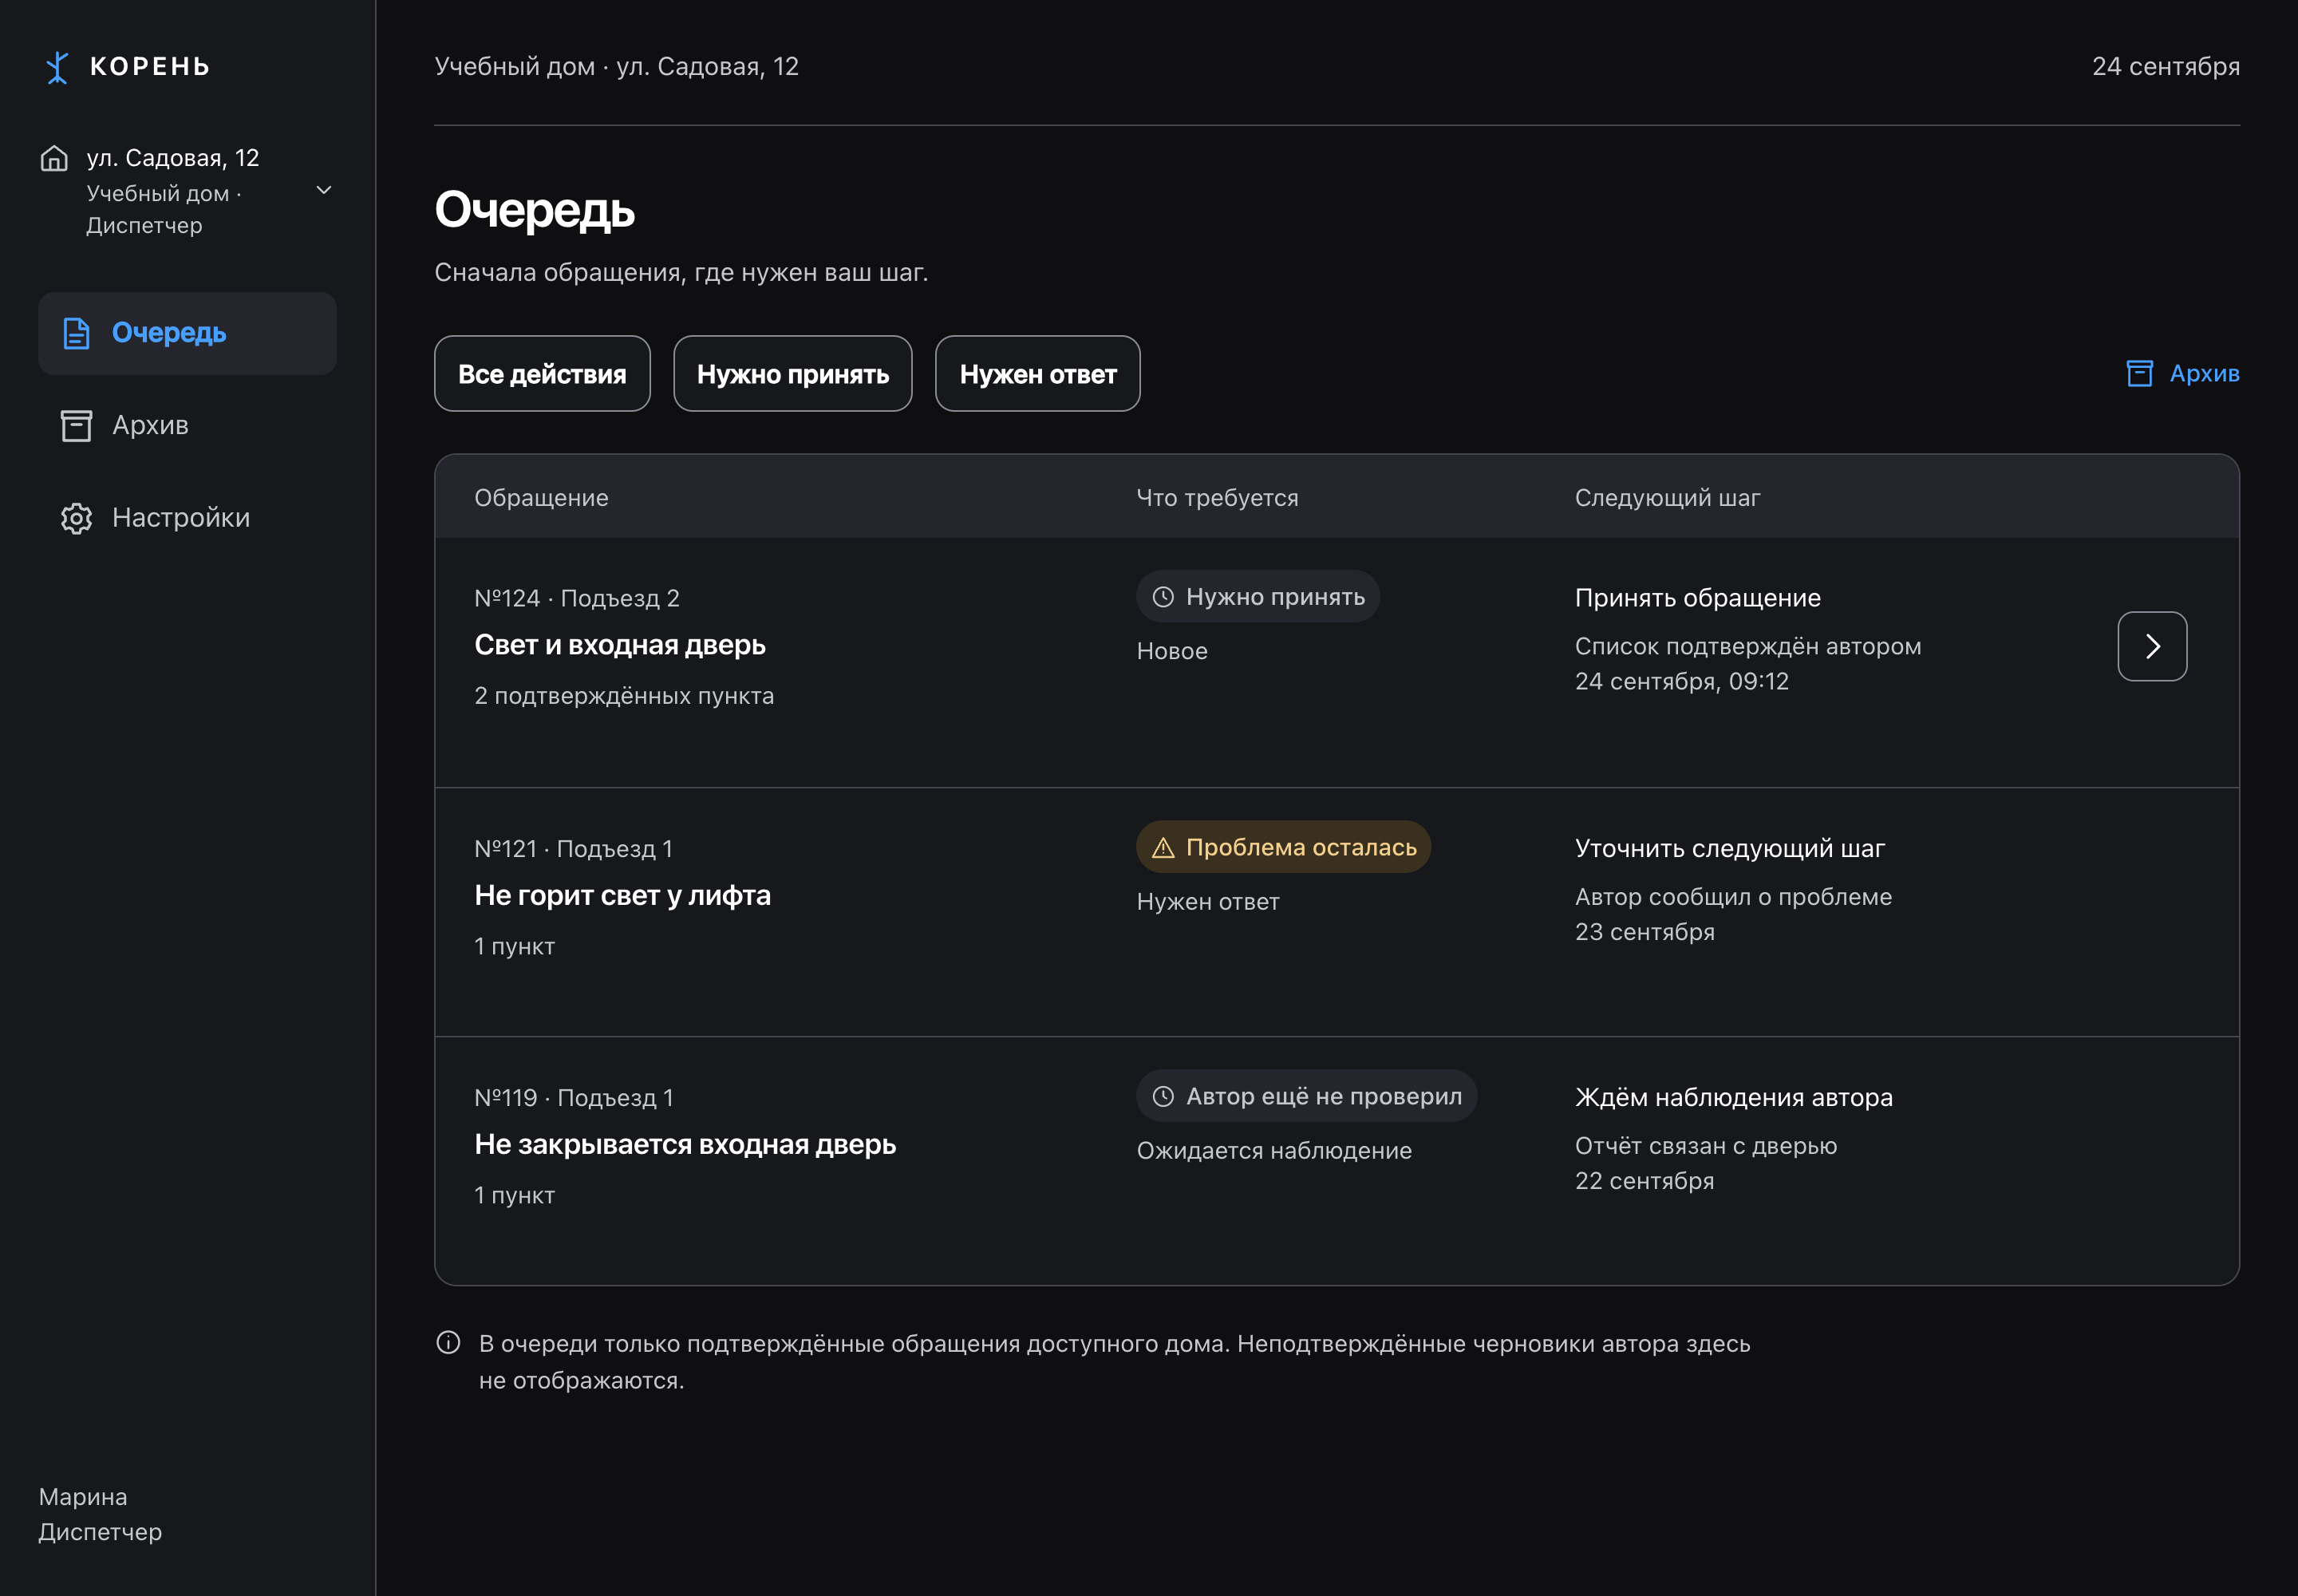 КОРЕНЬ
ул. Садовая, 12
Учебный дом ·
Диспетчер
Очередь
Архив
Настройки
Марина
Диспетчер
Учебный дом · ул. Садовая, 12
24 сентября
Очередь
Сначала обращения, где нужен ваш шаг.
Все действия
Нужно принять
Нужен ответ
Архив
Обращение
Что требуется
Следующий шаг
№124 · Подъезд 2
Свет и входная дверь
2 подтверждённых пункта
Нужно принять
Новое
Принять обращение
Список подтверждён автором
24 сентября, 09:12
№121 · Подъезд 1
Не горит свет у лифта
1 пункт
Проблема осталась
Нужен ответ
Уточнить следующий шаг
Автор сообщил о проблеме
23 сентября
№119 · Подъезд 1
Не закрывается входная дверь
1 пункт
Автор ещё не проверил
Ожидается наблюдение
Ждём наблюдения автора
Отчёт связан с дверью
22 сентября
В очереди только подтверждённые обращения доступного дома. Неподтверждённые черновики автора здесь
не отображаются.